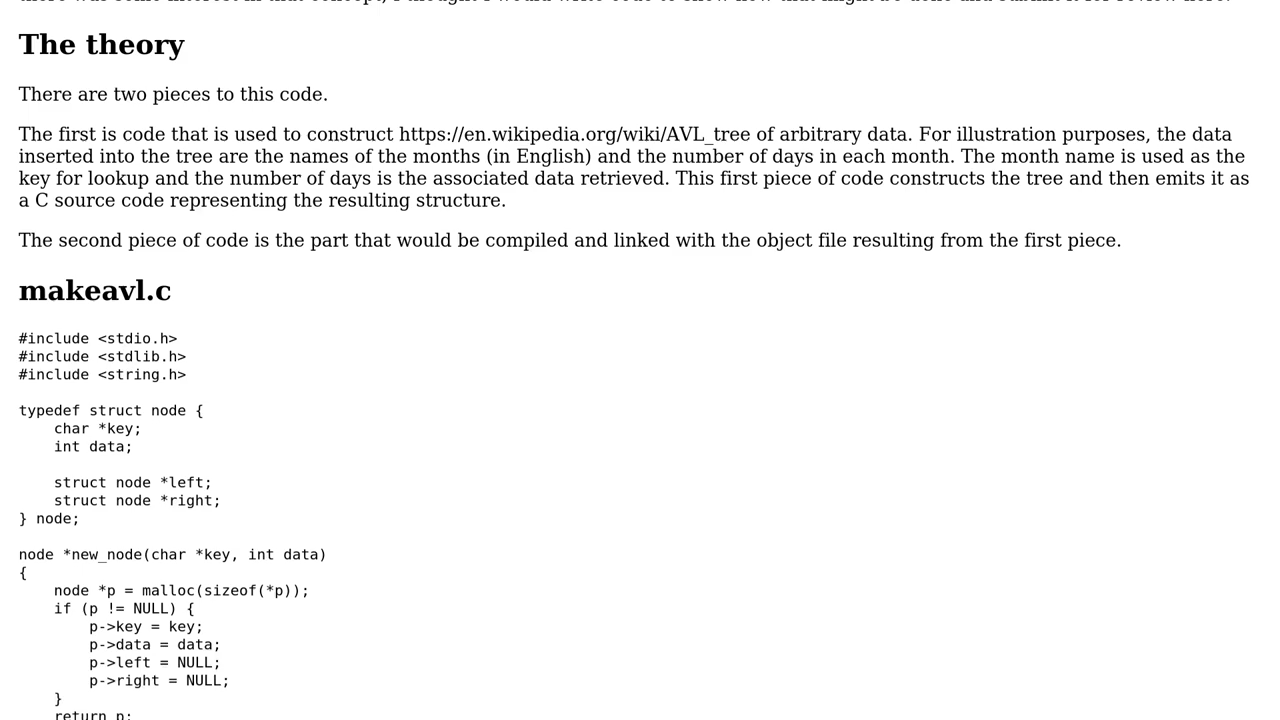 The theory
There are two pieces to this code.
The first is code that is used to construct https://en.wikipedia.org/wiki/AVL_tree of arbitrary data. For illustration purposes, the data
inserted into the tree are the names of the months (in English) and the number of days in each month. The month name is used as the
key for lookup and the number of days is the associated data retrieved. This first piece of code constructs the tree and then emits it as
a C source code representing the resulting structure.
The second piece of code is the part that would be compiled and linked with the object file resulting from the first piece.
makeavl.c
#include <stdio.h>
#include <stdlib.h>
#include <string.h>
typedef struct node {
    char *key;
    int data;
    struct node *left;
    struct node *right;
} node;
node *new_node(char *key, int data)
{
    node *p = malloc(sizeof(*p));
    if (p != NULL) {
        p->key = key;
        p->data = data;
        p->left = NULL;
        p->right = NULL;
    }
    return p;